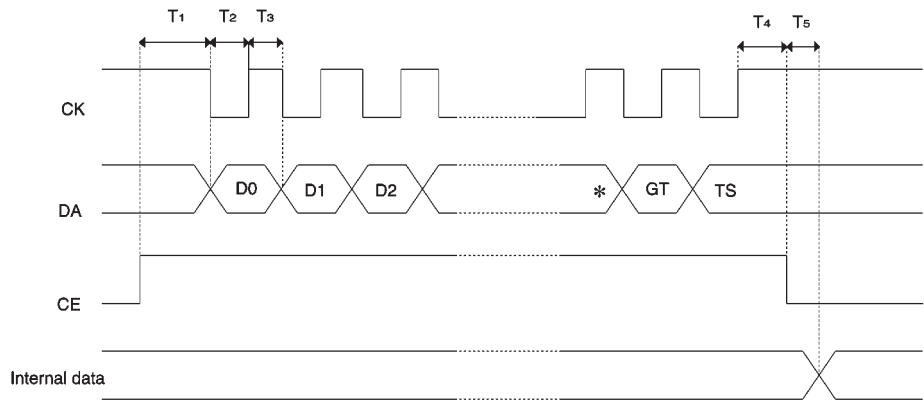 T1 T2 T3 T4 T5
CK
D0 D1 D2 * GT TS
DA
CE
Internal data